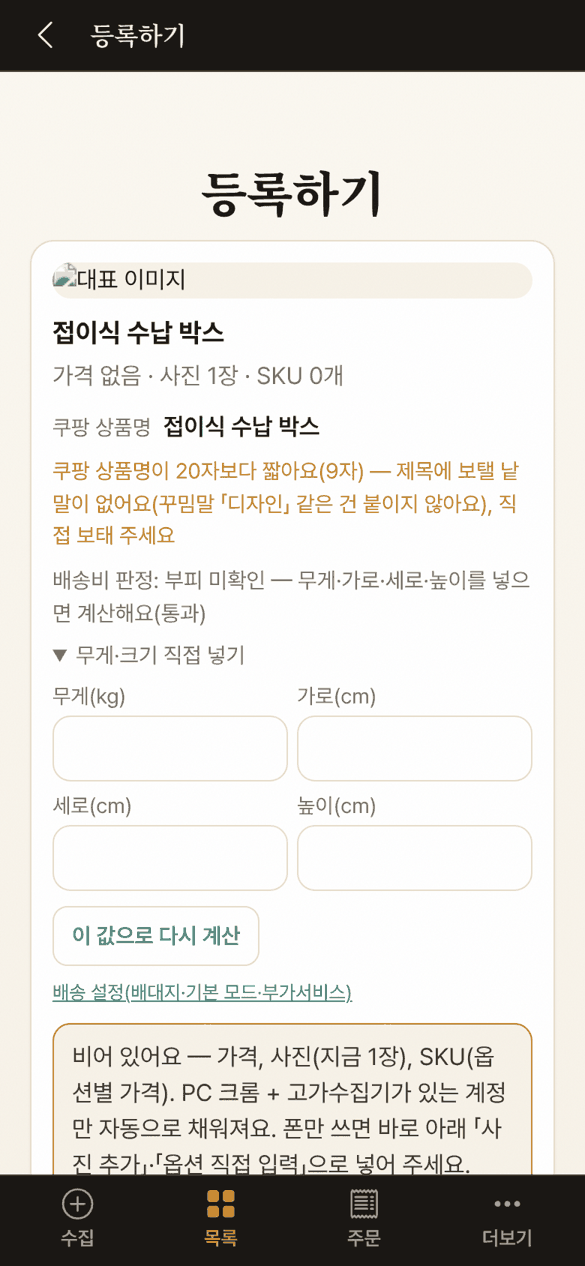 등록하기
등록하기
대표 이미지
접이식 수납 박스
가격 없음 · 사진 1장 · SKU 0개
쿠팡 상품명 접이식 수납 박스
쿠팡 상품명이 20자보다 짧아요(9자) — 제목에 보탤 낱
말이 없어요(꾸밈말 「디자인」 같은 건 붙이지 않아요), 직
접 보태 주세요
배송비 판정: 부피 미확인 — 무게·가로·세로·높이를 넣으
면 계산해요(통과)
▼ 무게·크기 직접 넣기
무게(kg) 가로(cm)
세로(cm) 높이(cm)
이 값으로 다시 계산
배송 설정(배대지·기본 모드·부가서비스)
비어 있어요 — 가격, 사진(지금 1장), SKU(옵
션별 가격). PC 크롬 + 고가수집기가 있는 계정
만 자동으로 채워져요. 폰만 쓰면 바로 아래 「사
진 추가」·「옵션 직접 입력」으로 넣어 주세요.
수집 목록 주문 더보기